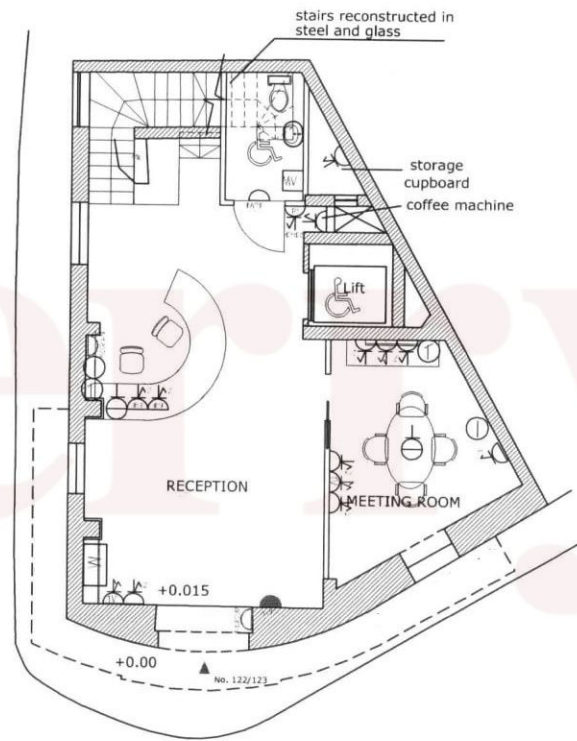 stairs reconstructed in
steel and glass
storage
cupboard
coffee machine
MV
Lift
RECEPTION
MEETING ROOM
+0.015
+0.00
No. 122/123